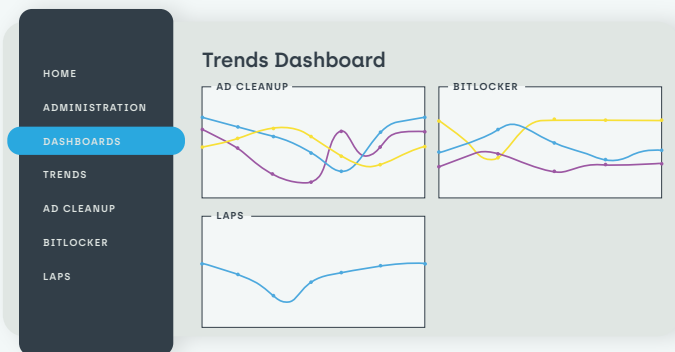 HOME
ADMINISTRATION
DASHBOARDS
TRENDS
AD CLEANUP
BITLOCKER
LAPS
Trends Dashboard
AD CLEANUP
BITLOCKER
LAPS